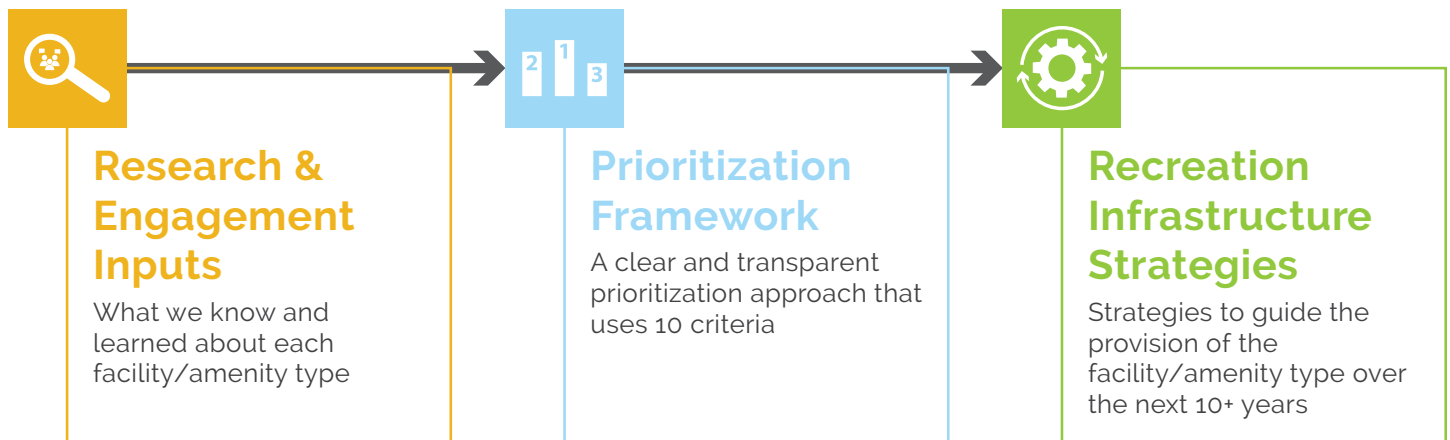 Research &
Engagement
Inputs
What we know and
learned about each
facility/amenity type
2
1
3
Prioritization
Framework
A clear and transparent
prioritization approach that
uses 10 criteria
Recreation
Infrastructure
Strategies
Strategies to guide the
provision of the
facility/amenity type over
the next 10+ years